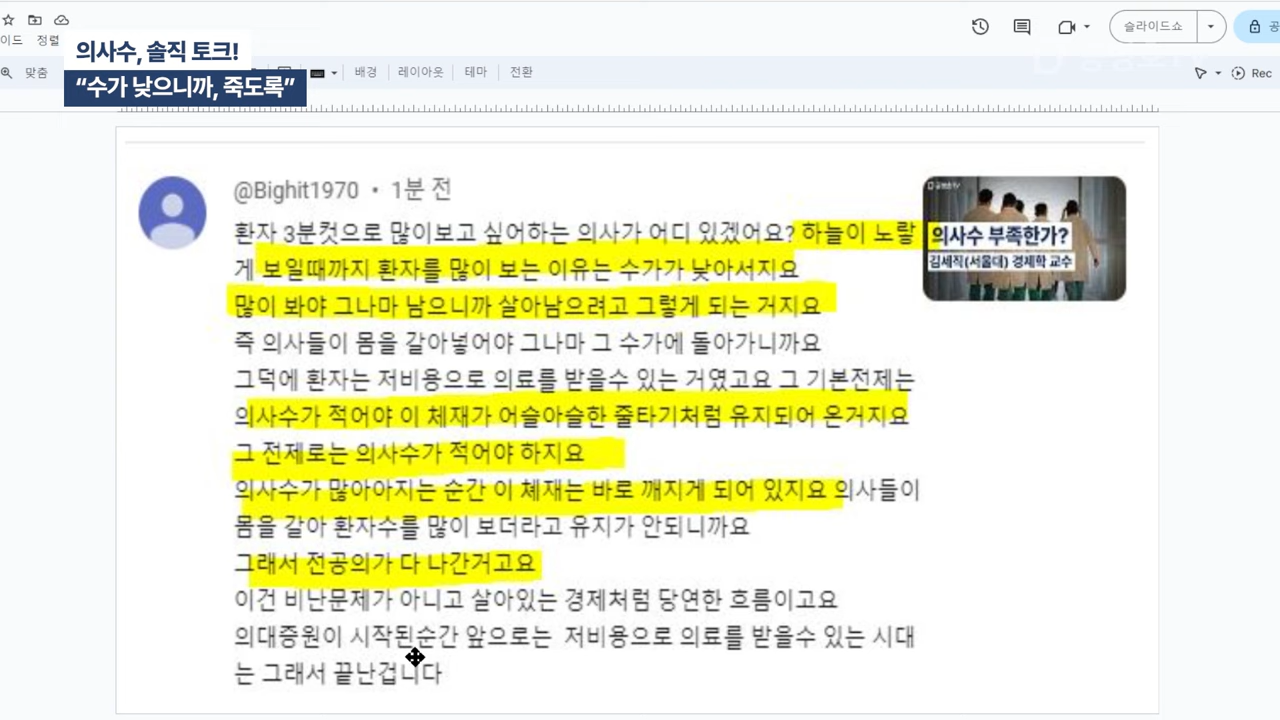 이드
정렬
의사수, 솔직 토크!
“수가 낮으니까, 죽도록”
슬라이드쇼
공
맞춤
배경
레이아웃
테마
전환
Rec
@Bighit1970 • 1분 전
환자 3분컷으로 많이보고 싶어하는 의사가 어디 있겠어요? 하늘이 노랗
게 보일때까지 환자를 많이 보는 이유는 수가가 낮아서지요
많이 봐야 그나마 남으니까 살아남으려고 그렇게 되는 거지요
즉 의사들이 몸을 갈아넣어야 그나마 그 수가에 돌아가니까요
그덕에 환자는 저비용으로 의료를 받을수 있는 거였고요 그 기본전제는
의사수가 적어야 이 체재가 어슬아슬한 줄타기처럼 유지되어 온거지요
그 전제로는 의사수가 적어야 하지요
의사수가 많아아지는 순간 이 체재는 바로 깨지게 되어 있지요 의사들이
몸을 갈아 환자수를 많이 보더라고 유지가 안되니까요
그래서 전공의가 다 나간거고요
이건 비난문제가 아니고 살아있는 경제처럼 당연한 흐름이고요
의대증원이 시작된순간 앞으로는 저비용으로 의료를 받을수 있는 시대
는 그래서 끝난겁니다
의사수 부족한가?
김세직(서울대) 경제학 교수